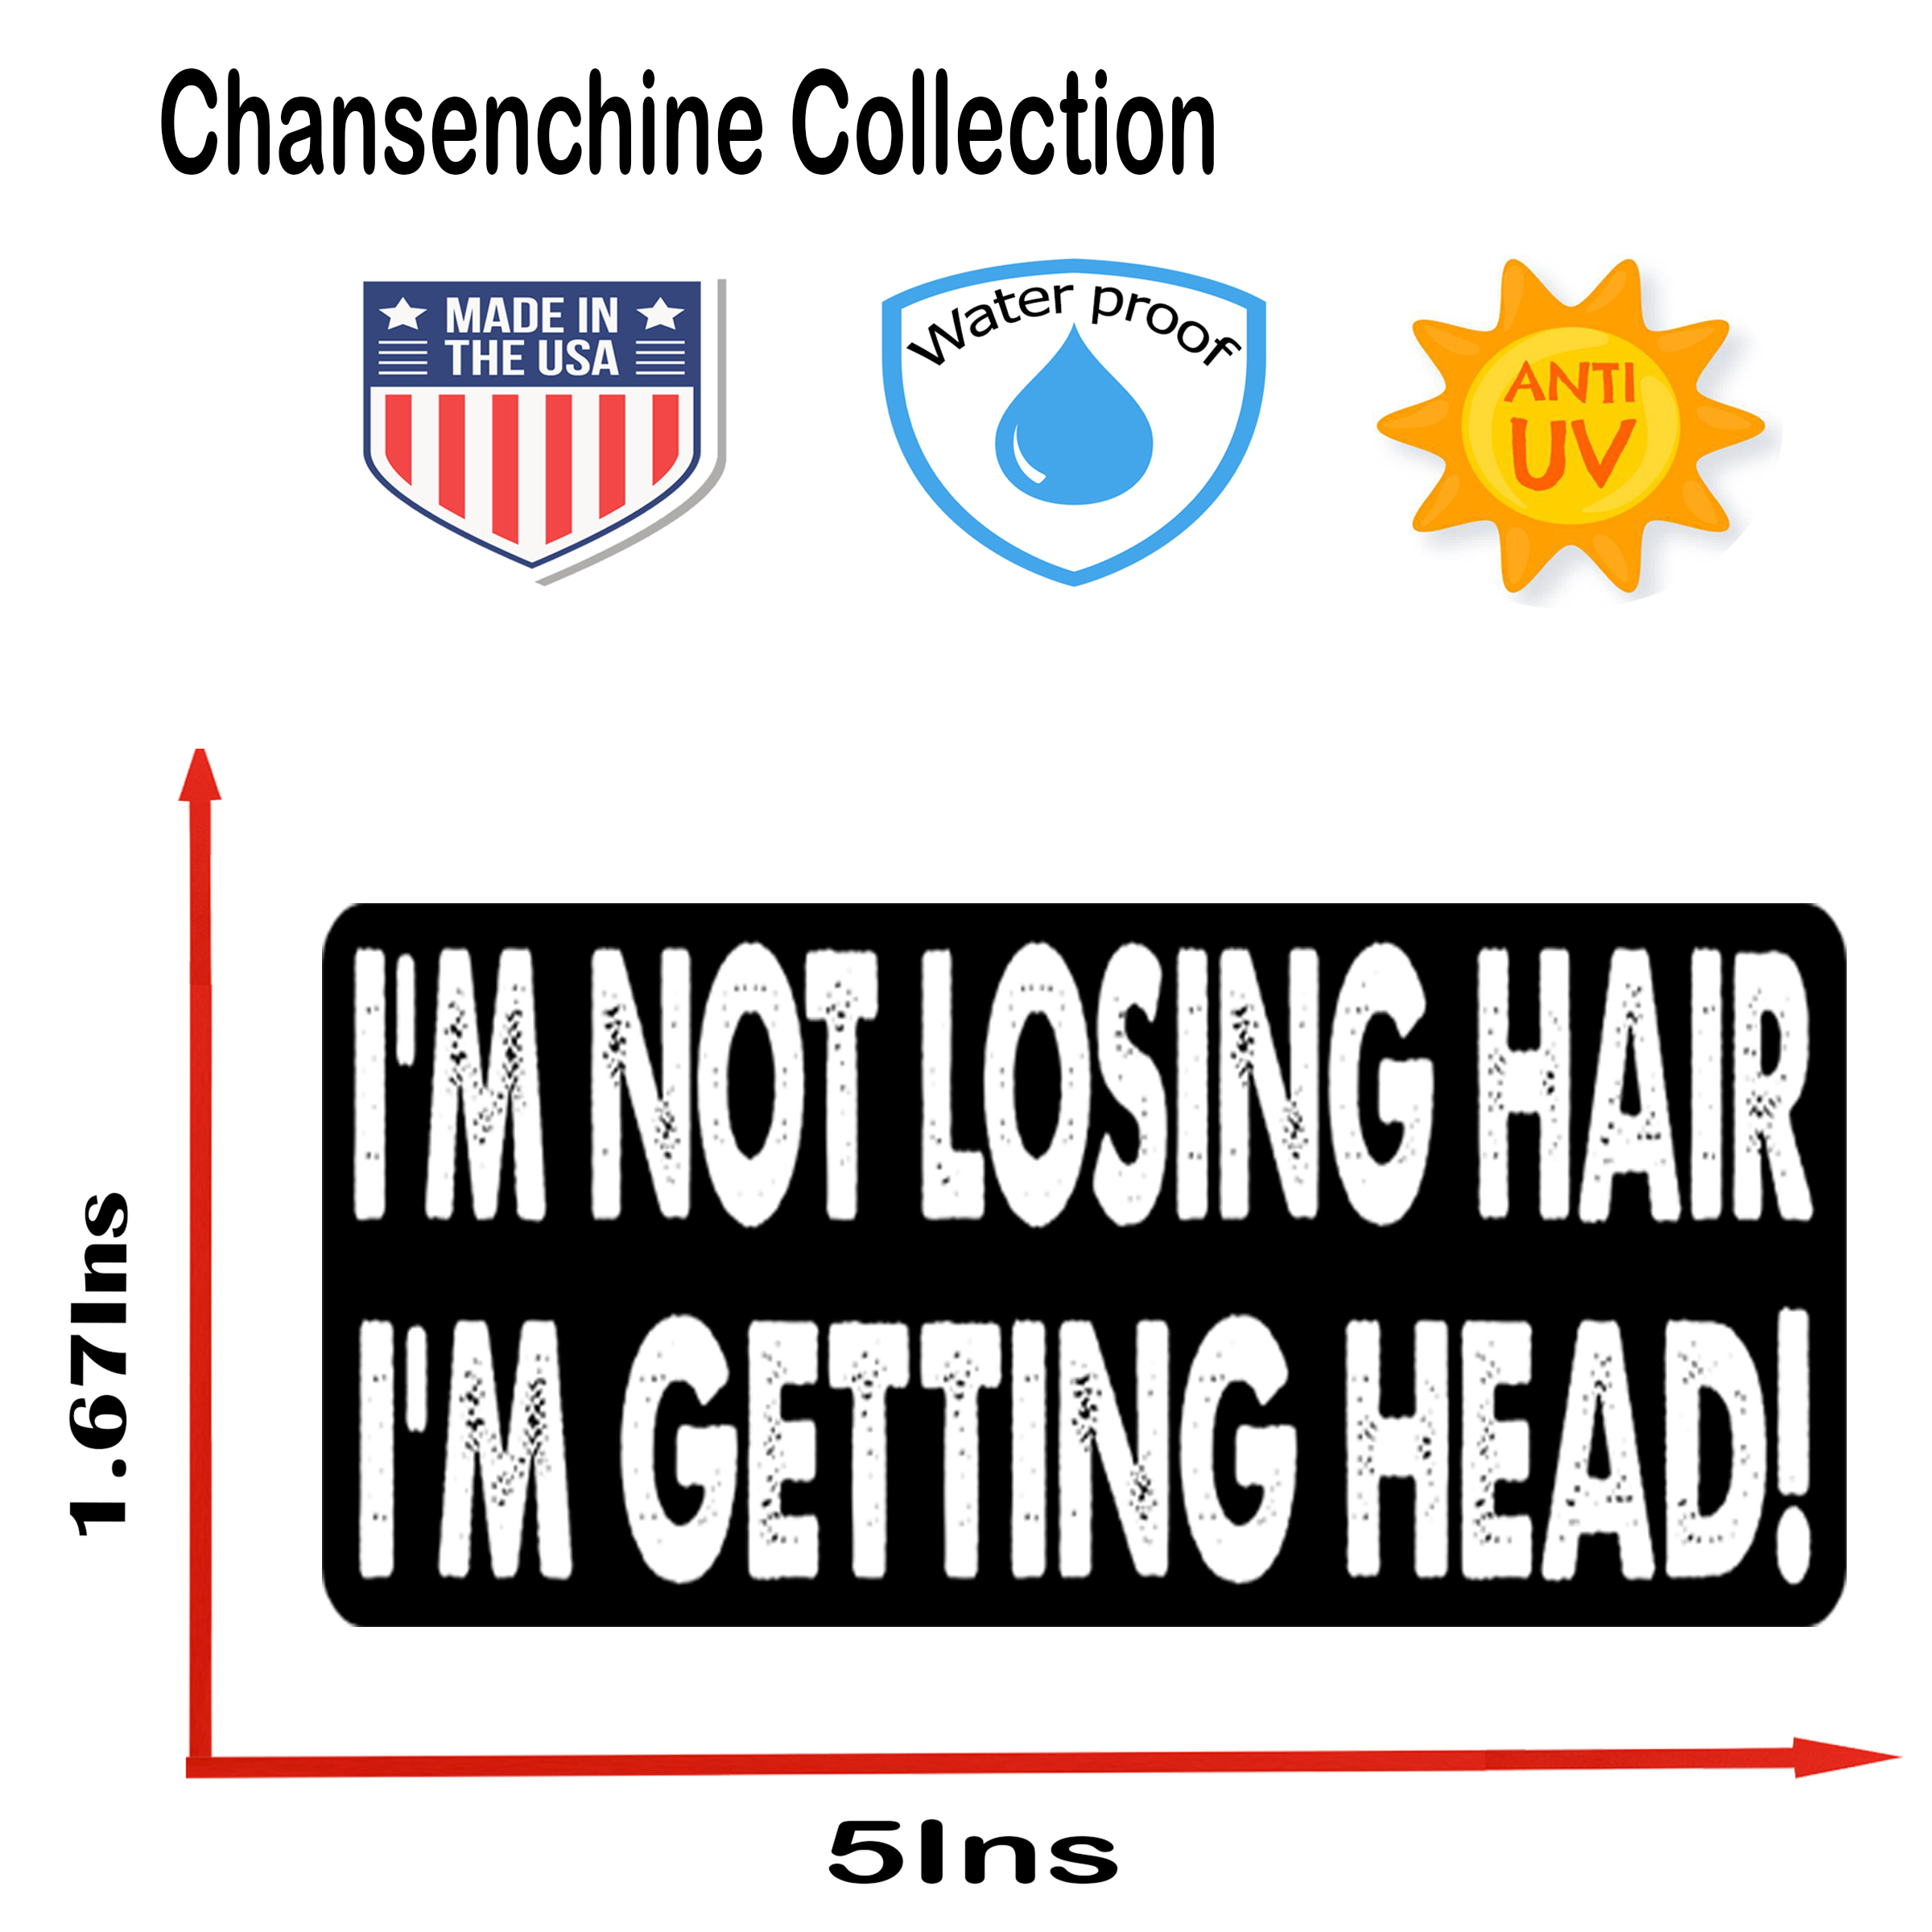 Chansenchine Collection
MADE IN
THE USA
Water proof
ANTI
UV
I'M NOT LOSING HAIR
I'M GETTING HEAD!
1.67Ins
5Ins